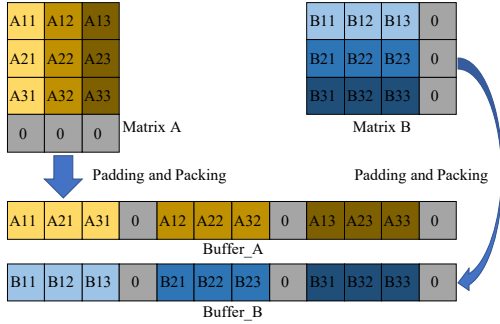 A11 A12 A13
A21 A22 A23
A31 A32 A33
0 0 0
Matrix A
B11 B12 B13 0
B21 B22 B23 0
B31 B32 B33 0
Matrix B
Padding and Packing
Padding and Packing
A11 A21 A31 0 A12 A22 A32 0 A13 A23 A33 0
Buffer_A
B11 B12 B13 0 B21 B22 B23 0 B31 B32 B33 0
Buffer_B